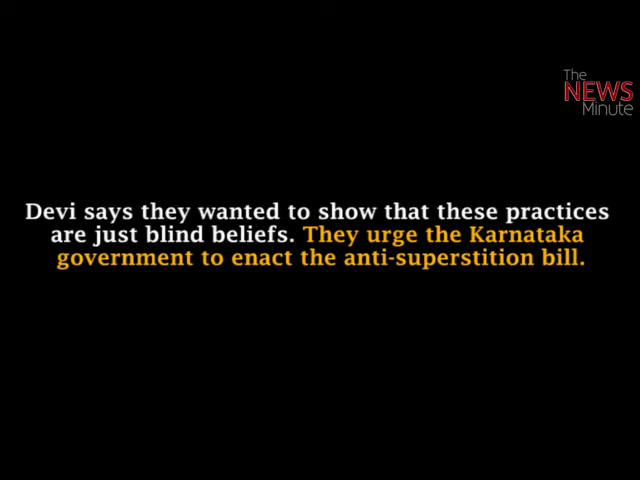 The
NEWS
Minute
Devi says they wanted to show that these practices
are just blind beliefs. They urge the Karnataka
government to enact the anti-superstition bill.